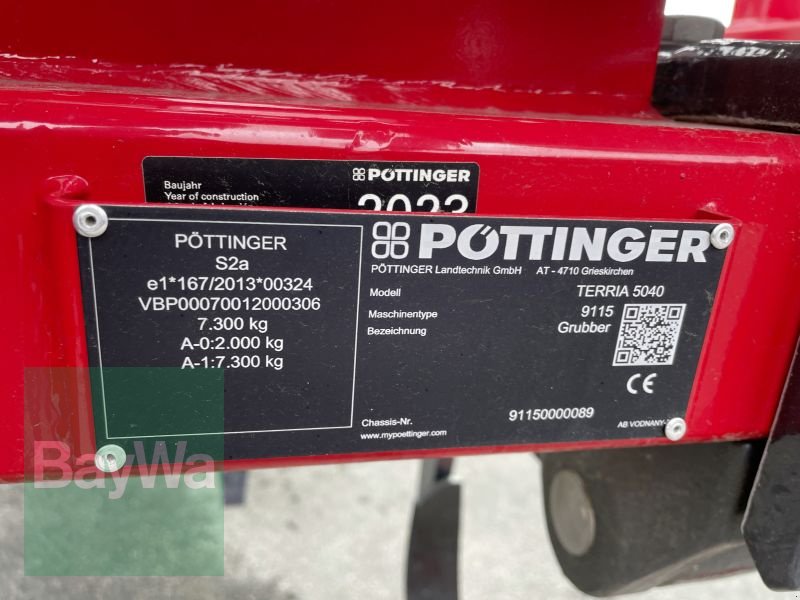 PÖTTINGER
Baujahr
Year of construction
2023
PÖTTINGER
S2a
e1*167/2013*00324
VBP00070012000306
7.300 kg
A-0:2.000 kg
A-1:7.300 kg
PÖTTINGER
PÖTTINGER Landtechnik GmbH AT - 4710 Grieskirchen
Modell TERRIA 5040
Maschinentype 9115
Bezeichnung Grubber
CE
Chassis-Nr. 91150000089
www.mypoettinger.com AB VODNANY-
BayWa